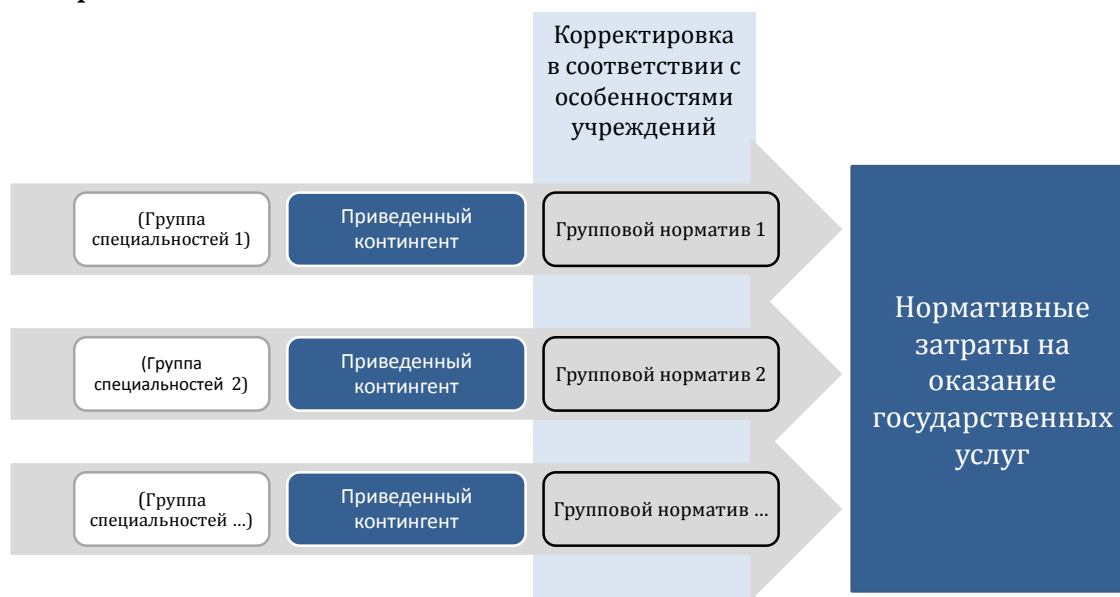 Корректировка
в соответствии с
особенностями
учреждений
(Группа
специальностей 1)
Приведенный
контингент
Групповой норматив 1
(Группа
специальностей 2)
Приведенный
контингент
Групповой норматив 2
(Группа
специальностей ...)
Приведенный
контингент
Групповой норматив ...
Нормативные
затраты на
оказание
государственных
услуг